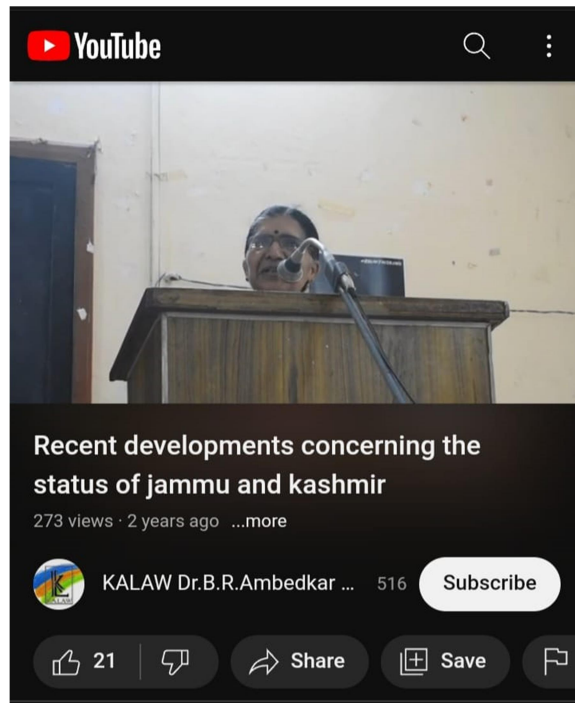 YouTube
Recent developments concerning the
status of jammu and kashmir
273 views · 2 years ago ...more
KALAW Dr.B.R.Ambedkar ... 516 Subscribe
21 Share Save